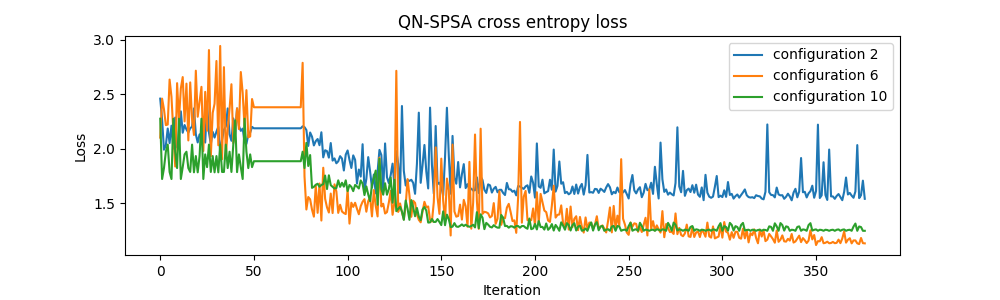 QN-SPSA cross entropy loss
3.0
2.5
2.0
1.5
Loss
configuration 2
configuration 6
configuration 10
0 50 100 150 200 250 300 350
Iteration